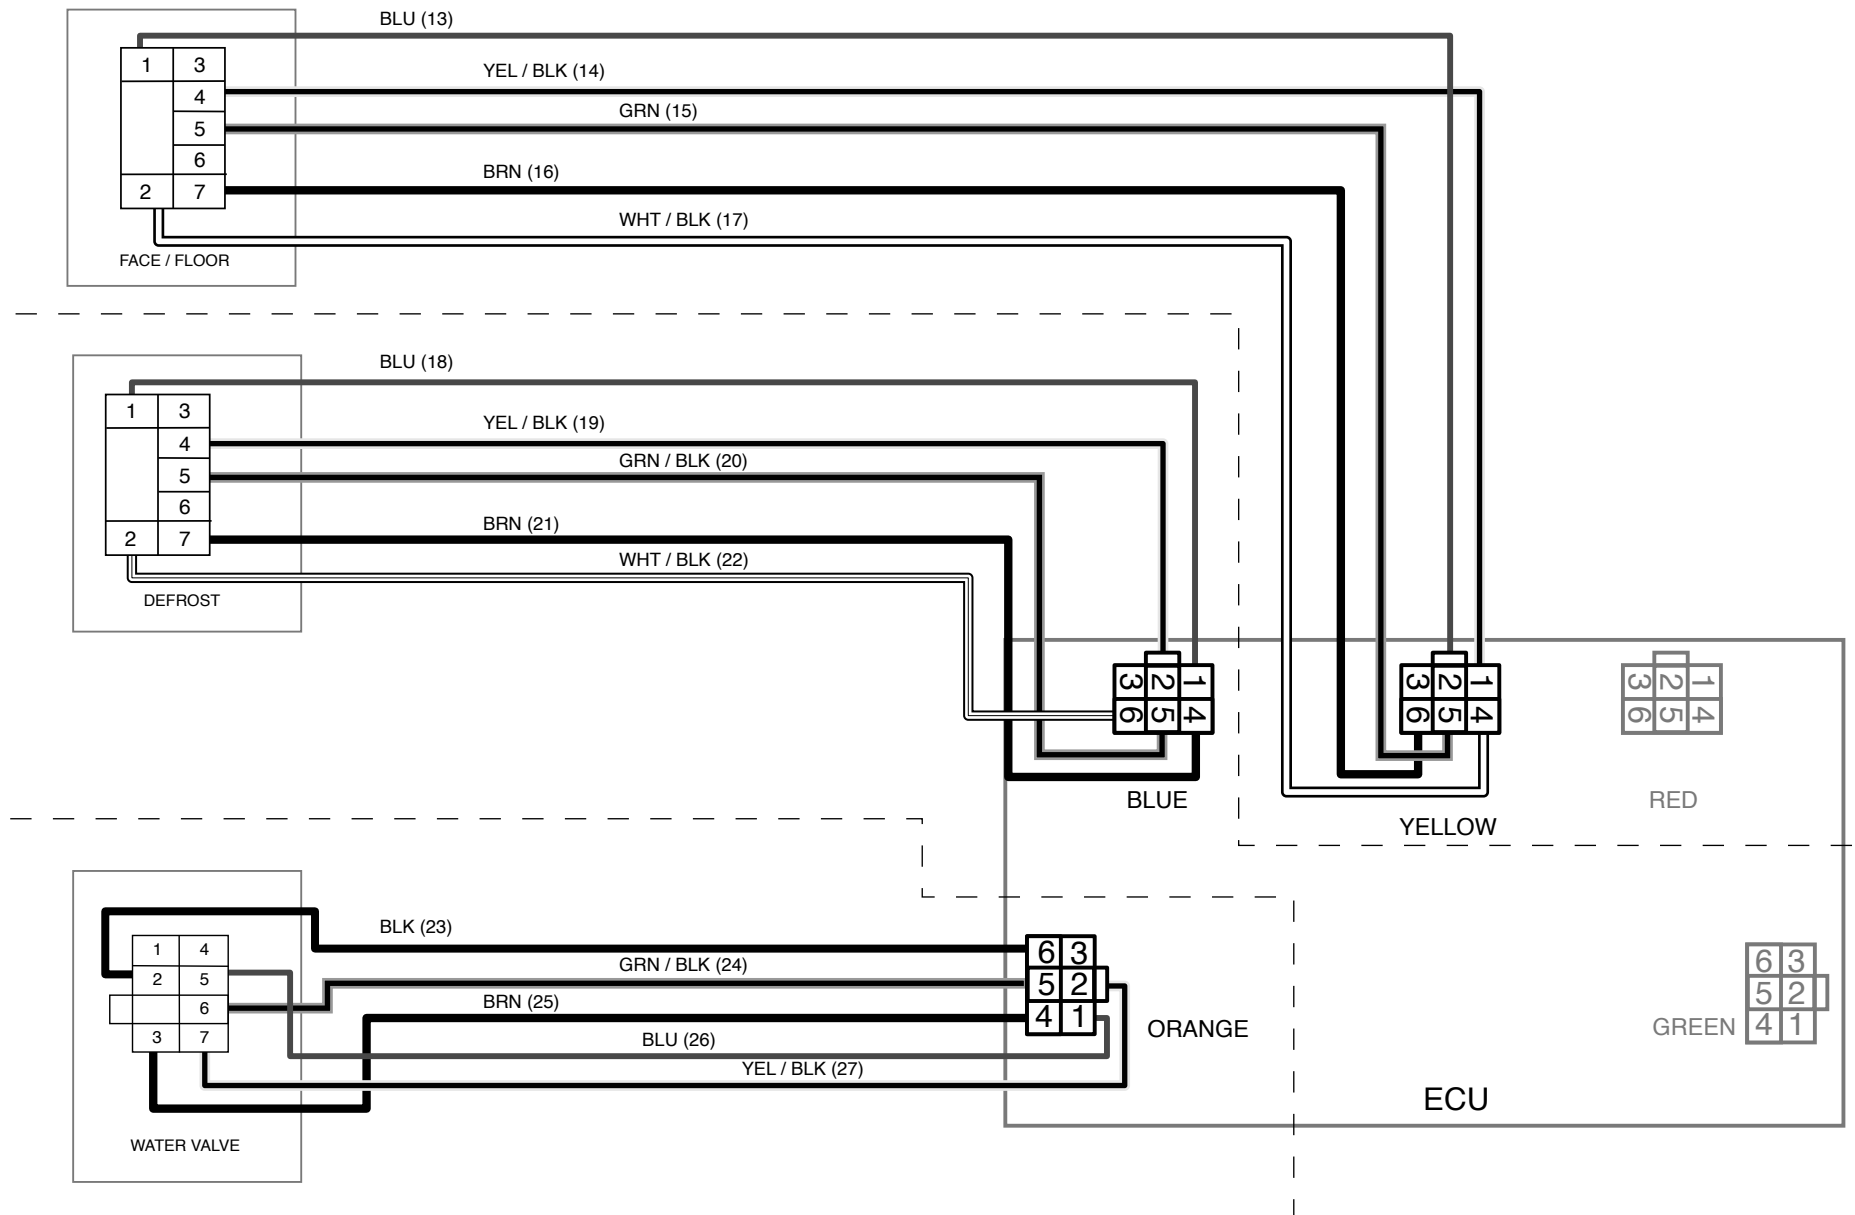 BLU (13)
1 3
YEL / BLK (14)
4
GRN (15)
5
6
BRN (16)
2 7
WHT / BLK (17)
FACE / FLOOR
BLU (18)
1 3
YEL / BLK (19)
4
GRN / BLK (20)
5
6
BRN (21)
2 7
WHT / BLK (22)
DEFROST
3 2 1
6 5 4
BLUE
3 2 1
6 5 4
YELLOW
3 2 1
6 5 4
RED
BLK (23)
1 4
2 5
6
3 7
GRN / BLK (24)
BRN (25)
BLU (26)
YEL / BLK (27)
WATER VALVE
6 3
5 2
4 1
ORANGE
6 3
5 2
4 1
GREEN
ECU